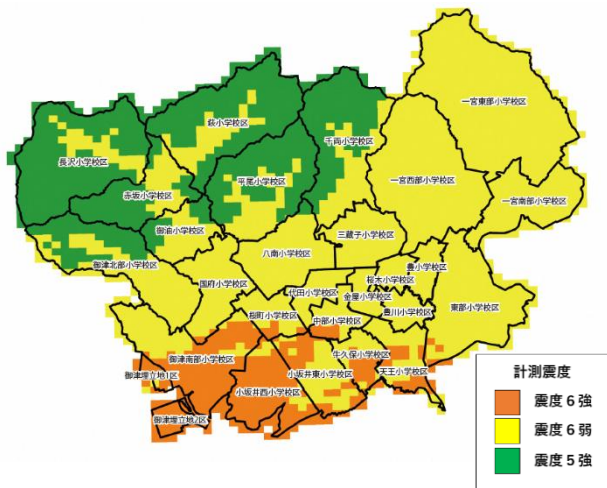 一宮東部小学校区
萩小学校区
千両小学校区
長沢小学校区
平尾小学校区
一宮西部小学校区
赤坂小学校区
一宮南部小学校区
御油小学校区
三蔵子小学校区
八南小学校区
御津北部小学校区
豊小学校区
桜木小学校区
国府小学校区
代田小学校区
金屋小学校区
東部小学校区
桜町小学校区
中部小学校区
豊川小学校区
御津南部小学校区
牛久保小学校区
御津埋立地1区
小坂井東小学校区
天王小学校区
小坂井西小学校区
御津埋立地2区
計測震度
震度6強
震度6弱
震度5強